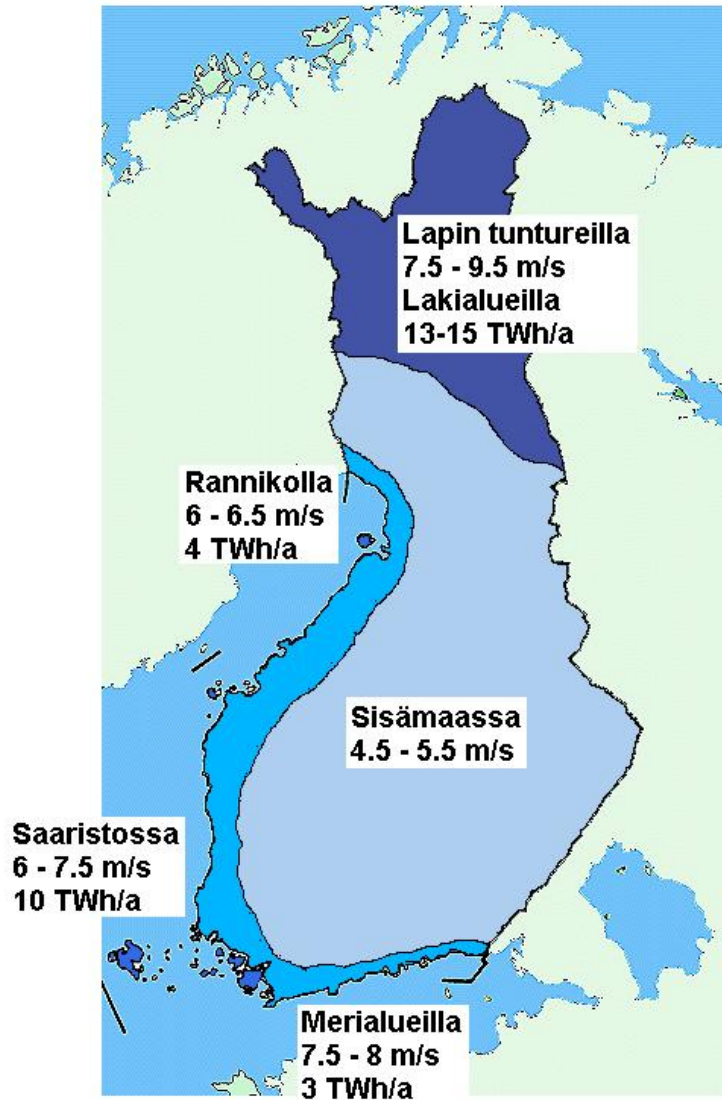 Lapin tuntureilla
7.5 - 9.5 m/s
Lakialueilla
13-15 TWh/a
Rannikolla
6 - 6.5 m/s
4 TWh/a
Sisämaassa
4.5 - 5.5 m/s
Saaristossa
6 - 7.5 m/s
10 TWh/a
Merialueilla
7.5 - 8 m/s
3 TWh/a